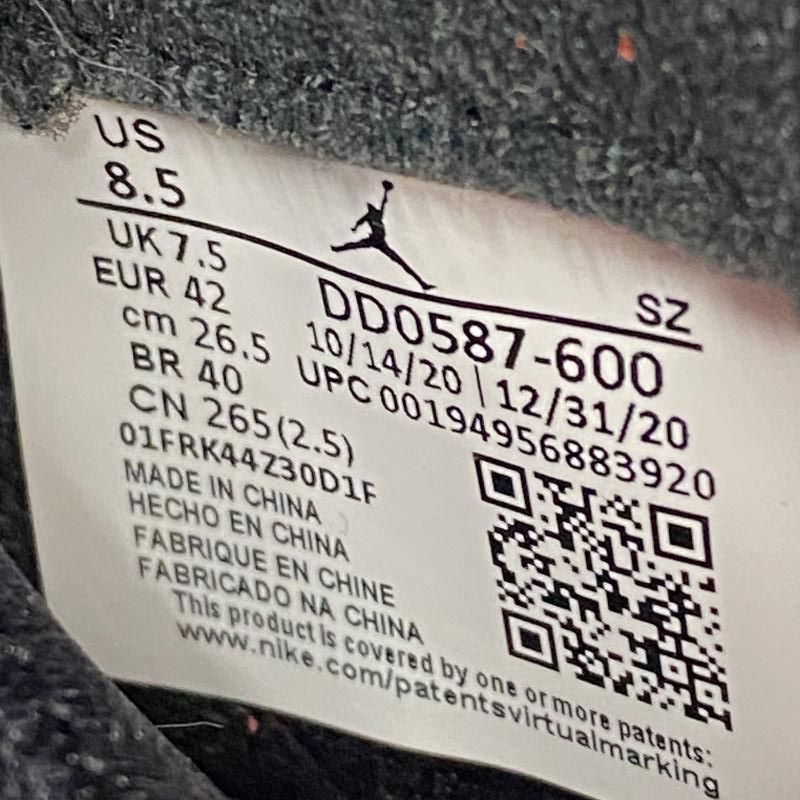 US
8.5
SZ
UK 7.5
EUR 42
cm 26.5
BR 40
CN 265(2.5)
DD0587-600
10/14/20 | 12/31/20
UPC 00194956883920
01FRK44Z30D1F
MADE IN CHINA
HECHO EN CHINA
FABRIQUE EN CHINE
FABRICADO NA CHINA
This product is covered by one or more patents:
www.nike.com/patentsvirtualmarking